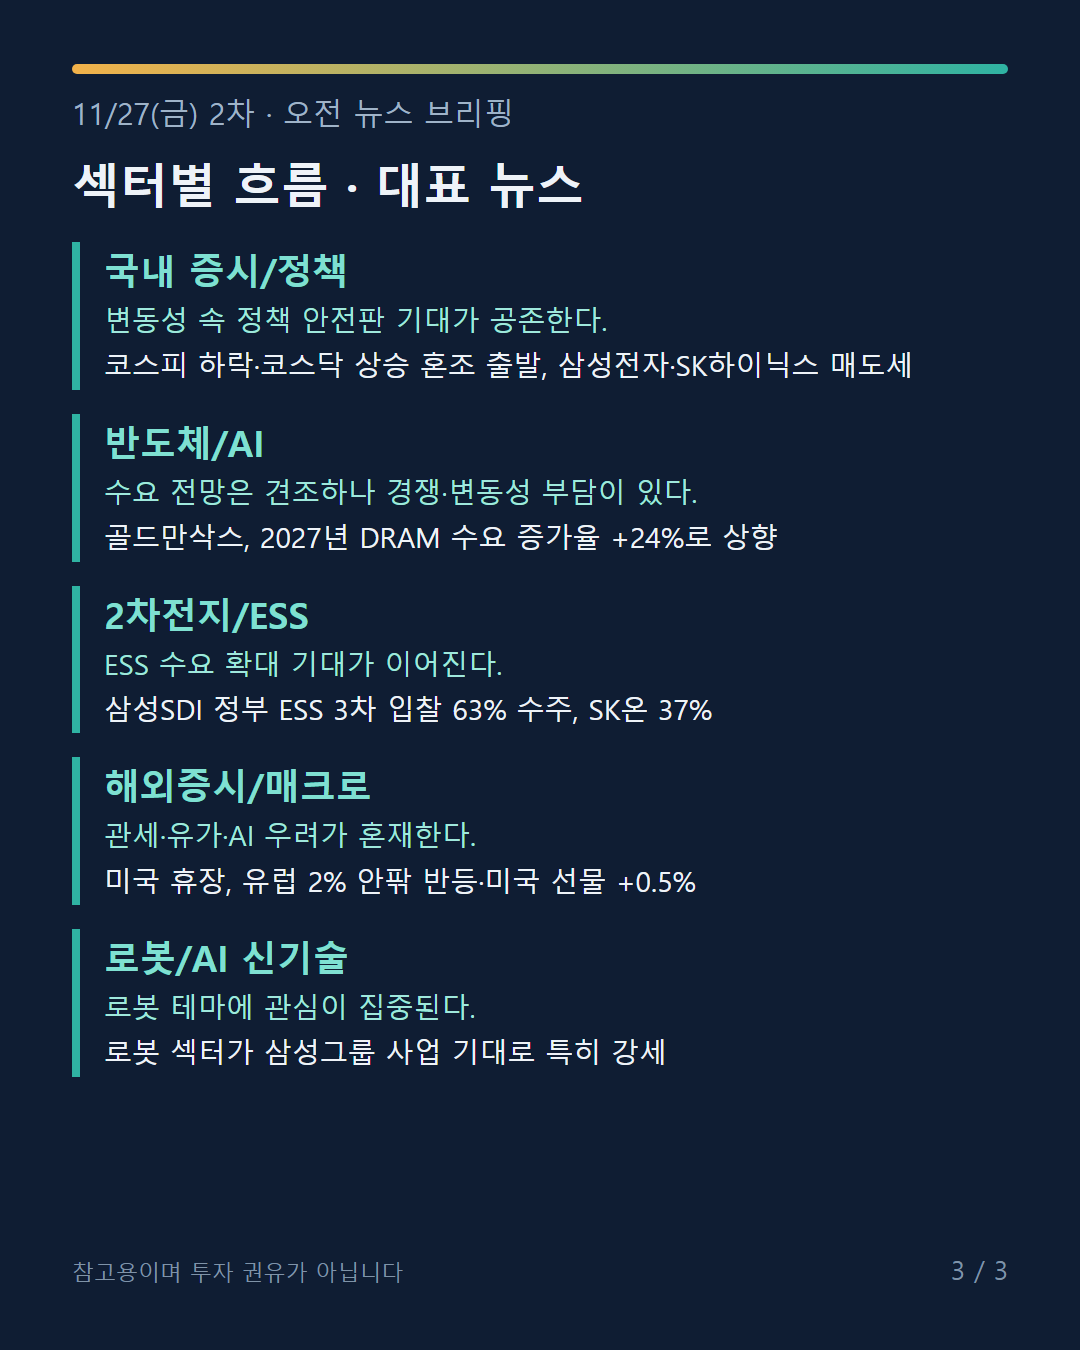 11/27(금) 2차 · 오전 뉴스 브리핑
섹터별 흐름 · 대표 뉴스
국내 증시/정책
변동성 속 정책 안전판 기대가 공존한다.
코스피 하락·코스닥 상승 혼조 출발, 삼성전자·SK하이닉스 매도세
반도체/AI
수요 전망은 견조하나 경쟁·변동성 부담이 있다.
골드만삭스, 2027년 DRAM 수요 증가율 +24%로 상향
2차전지/ESS
ESS 수요 확대 기대가 이어진다.
삼성SDI 정부 ESS 3차 입찰 63% 수주, SK온 37%
해외증시/매크로
관세·유가·AI 우려가 혼재한다.
미국 휴장, 유럽 2% 안팎 반등·미국 선물 +0.5%
로봇/AI 신기술
로봇 테마에 관심이 집중된다.
로봇 섹터가 삼성그룹 사업 기대로 특히 강세
참고용이며 투자 권유가 아닙니다
3 / 3